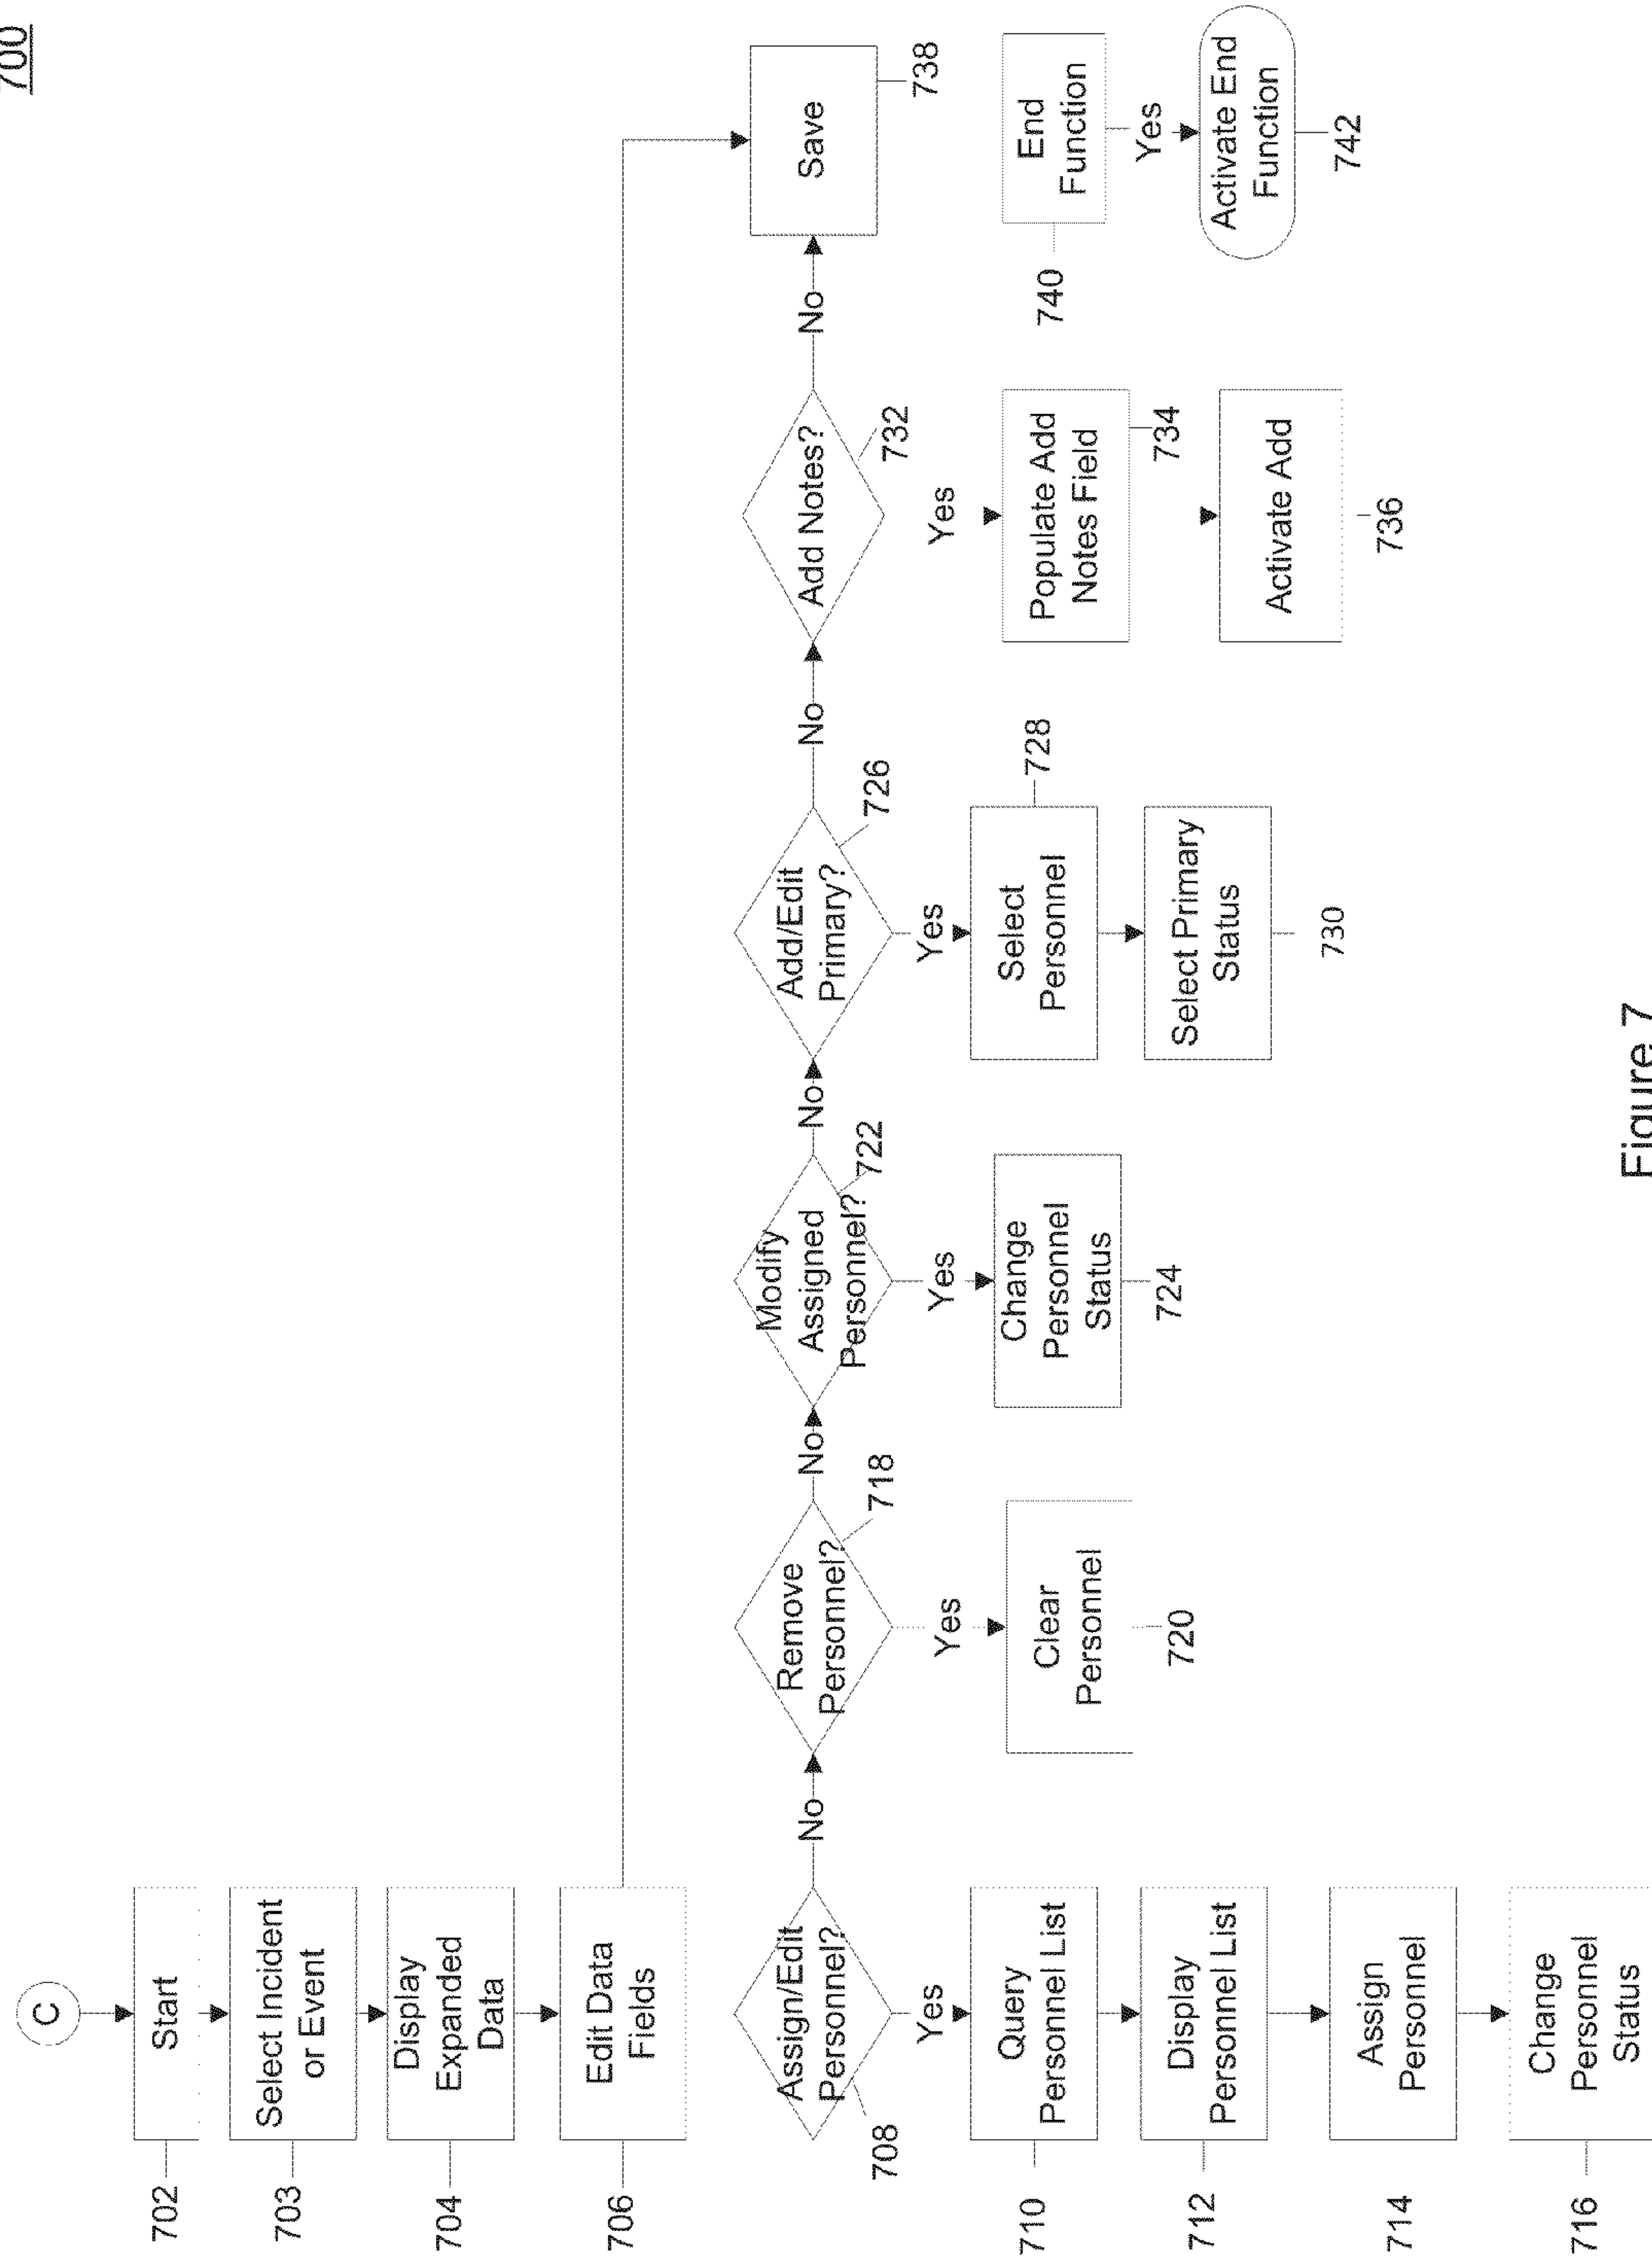 700
C
702
Start
703
Select Incident
or Event
704
Display
Expanded
Data
706
Edit Data
Fields
708
Assign/Edit
Personnel?
Yes
No
710
Query
Personnel List
712
Display
Personnel List
714
Assign
Personnel
716
Change
Personnel
Status
Remove
Personnel?
718
Yes
No
Clear
Personnel
720
Modify
Assigned
Personnel?
722
Yes
No
Change
Personnel
Status
724
Add/Edit
Primary?
726
Yes
No
Select
Personnel
728
Select Primary
Status
730
Add Notes?
732
Yes
No
Populate Add
Notes Field
734
Activate Add
736
Save
738
740
End
Function
Yes
Activate End
Function
742
Figure 7